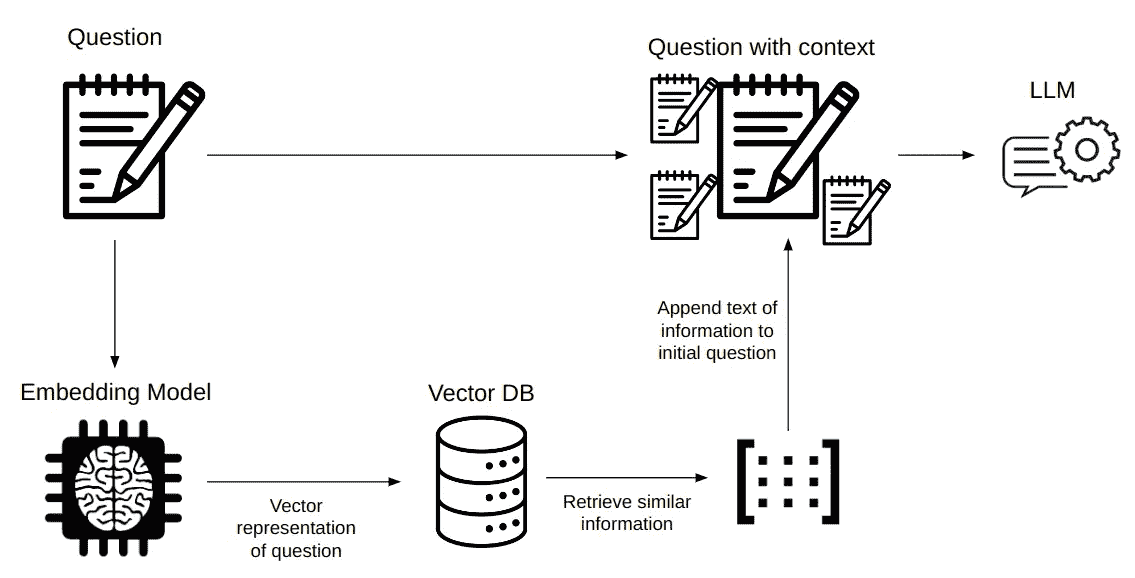 Question
Question with context
LLM
Append text of
information to
initial question
Embedding Model
Vector DB
Vector
representation
of question
Retrieve similar
information